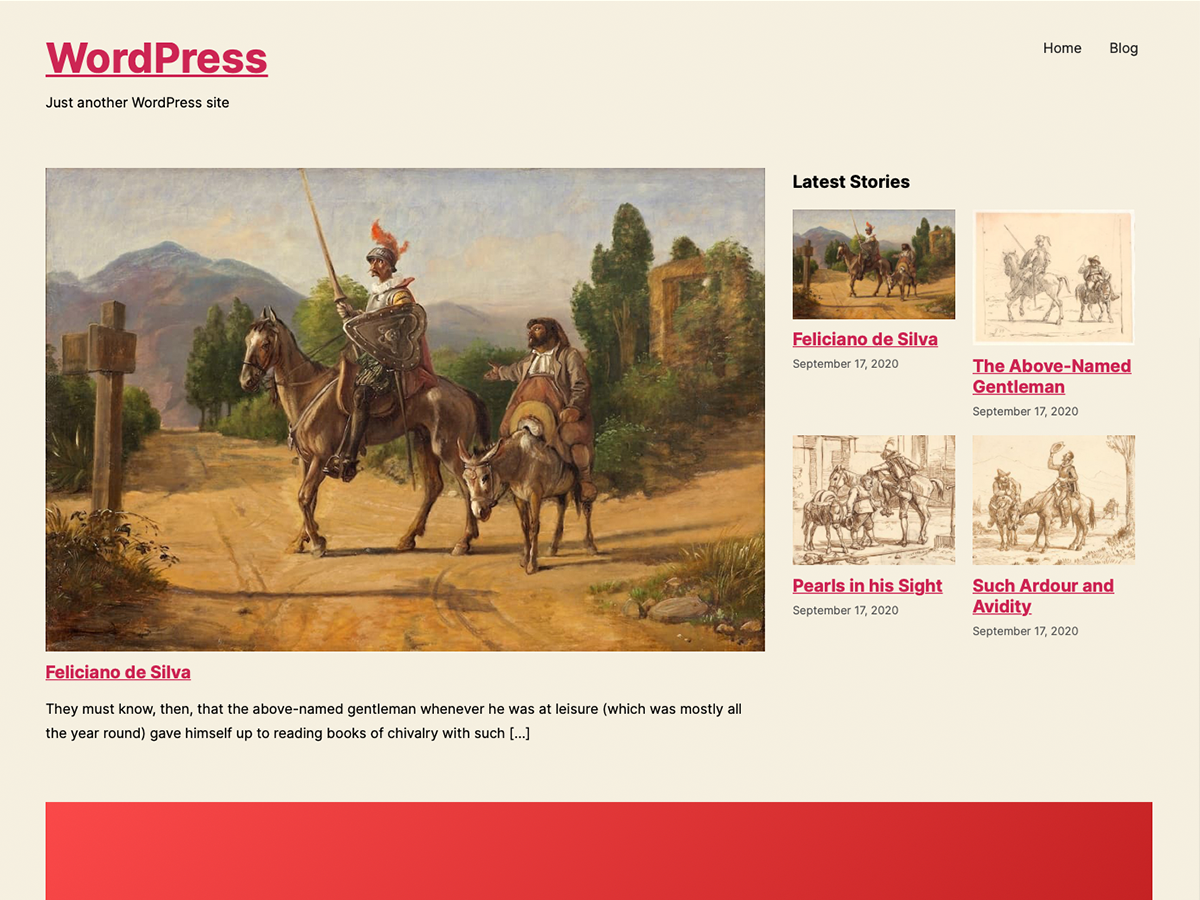 WordPress
Just another WordPress site
Home
Blog
Feliciano de Silva
They must know, then, that the above-named gentleman whenever he was at leisure (which was mostly all
the year round) gave himself up to reading books of chivalry with such […]
Latest Stories
Feliciano de Silva
September 17, 2020
The Above-Named
Gentleman
September 17, 2020
Pearls in his Sight
September 17, 2020
Such Ardour and
Avidity
September 17, 2020